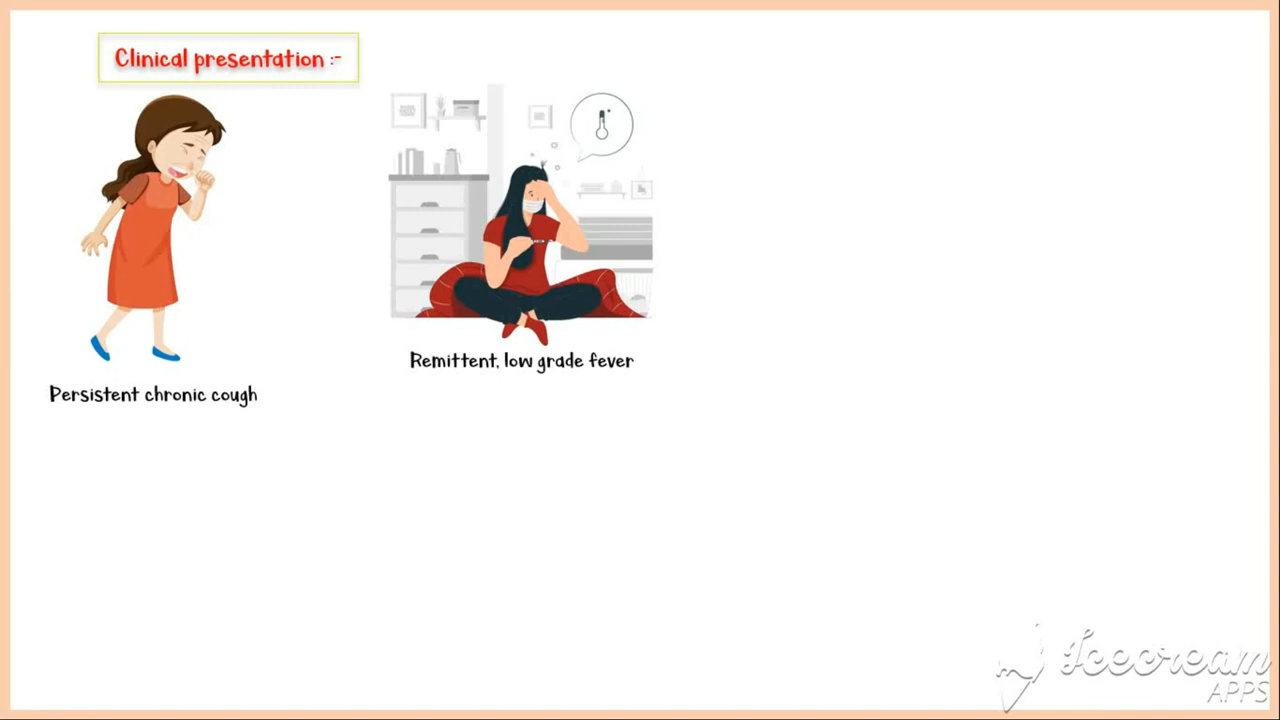 Clinical presentation :-
Remittent, low grade fever
Persistent chronic cough
Icecream
APPS